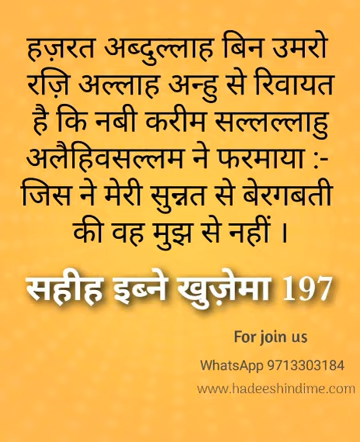 हज़रत अब्दुल्लाह बिन उमरो
रज़ि अल्लाह अन्हु से रिवायत
है कि नबी करीम सल्लल्लाहु
अलैहिवसल्लम ने फरमाया :-
जिस ने मेरी सुन्नत से बेरगबती
की वह मुझ से नहीं ।
सहीह इब्ने खुज़ेमा 197
For join us
WhatsApp 9713303184
www.hadeeshindime.com